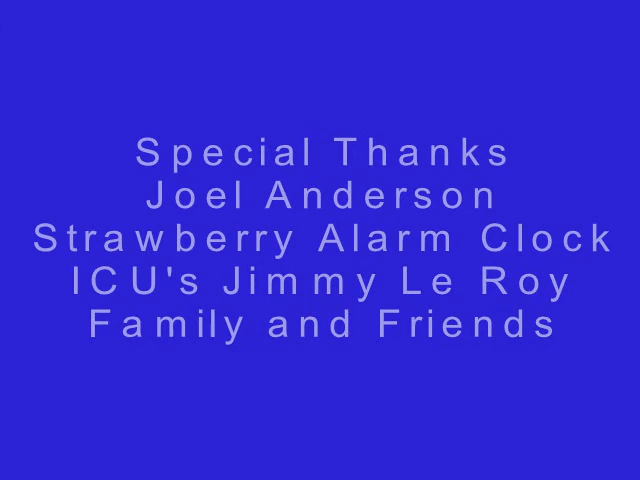 Special Thanks
Joel Anderson
Strawberry Alarm Clock
ICU's Jimmy Le Roy
Family and Friends